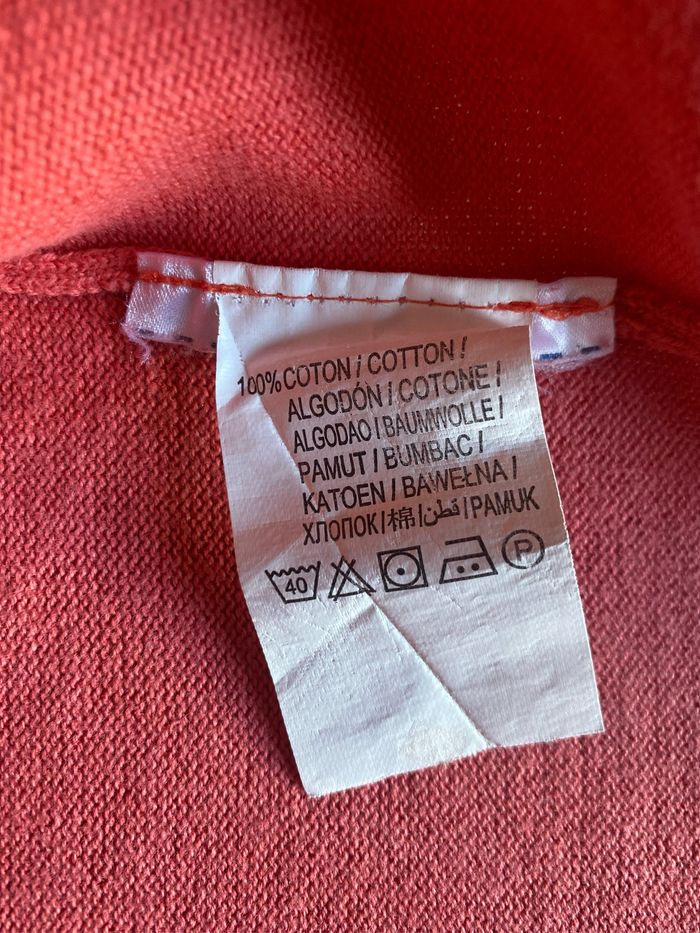 100% COTON / COTTON /
ALGODÓN / COTONE /
ALGODAO / BAUMWOLLE /
PAMUT / BUMBAC /
KATOEN / BAWEŁNA /
ХЛОПОК / 棉 / قطن / PAMUK
40 P